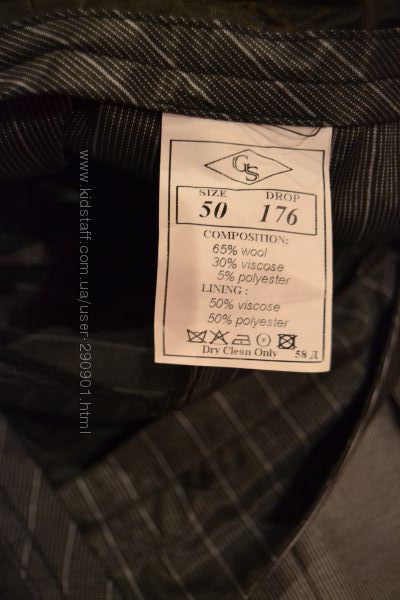 GS
SIZE DROP
50 176
COMPOSITION:
65% wool
30% viscose
5% polyester
LINING :
50% viscose
50% polyester
Dry Clean Only 58 Д
www.kidstaff.com.ua/user-290901.html